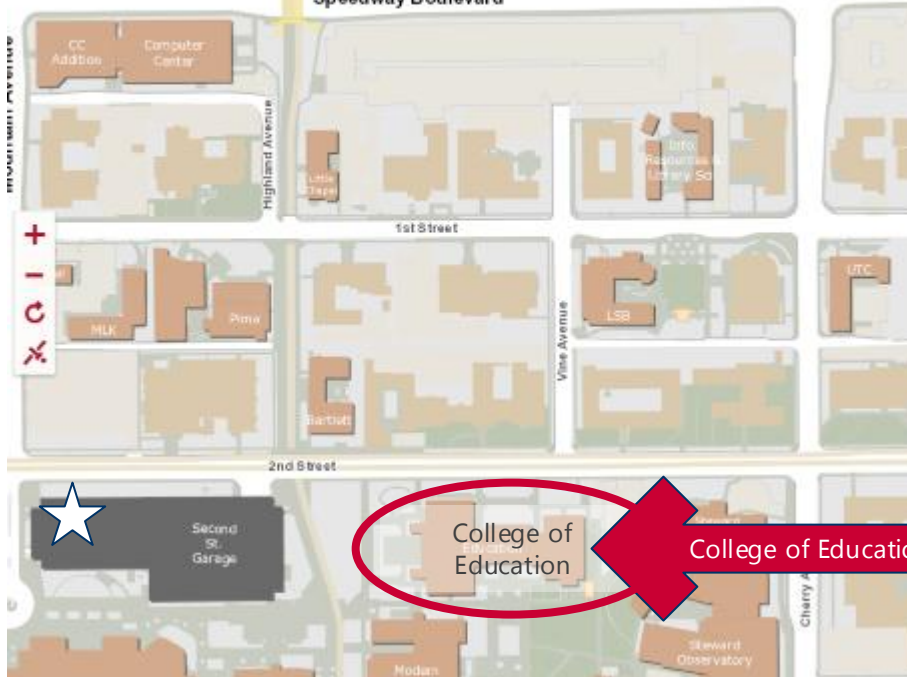 Speedway Boulevard
CC
Addition
Computer
Center
Mountain Avenue
Highland Avenue
Little
Chapel
Info
Resources &
Library Sci
1st Street
MLK
Pima
LSB
UTC
Vine Avenue
Bartlett
2nd Street
Second
St.
Garage
College of
Education
Education
College of Educatio
Steward
Cherry A
Modern
Steward
Observatory